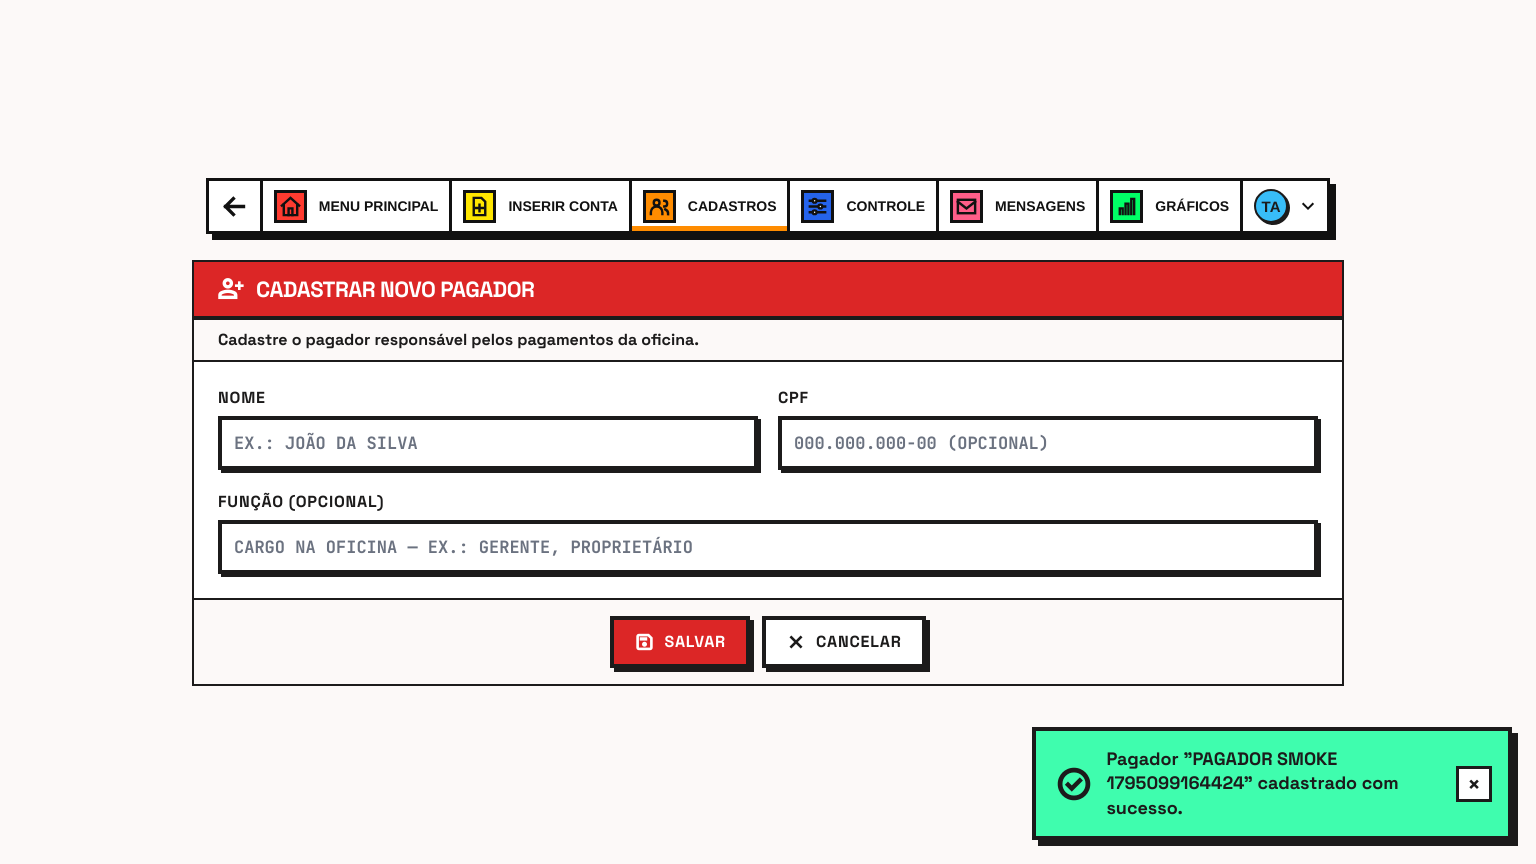 MENU PRINCIPAL
INSERIR CONTA
CADASTROS
CONTROLE
MENSAGENS
GRÁFICOS
TA
CADASTRAR NOVO PAGADOR
Cadastre o pagador responsável pelos pagamentos da oficina.
NOME
CPF
EX.: JOÃO DA SILVA
000.000.000-00 (OPCIONAL)
FUNÇÃO (OPCIONAL)
CARGO NA OFICINA — EX.: GERENTE, PROPRIETÁRIO
SALVAR
CANCELAR
Pagador "PAGADOR SMOKE
1795099164424" cadastrado com
sucesso.